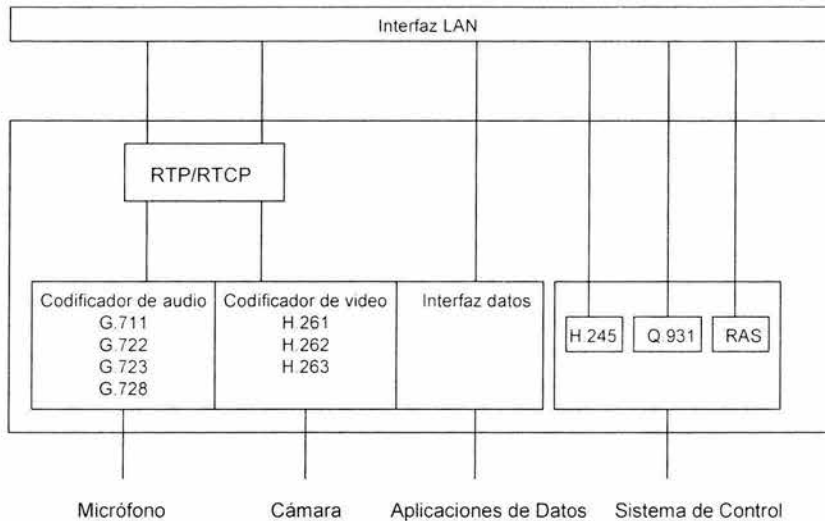 Interfaz LAN
RTP/RTCP
Codificador de audio
G.711
G.722
G.723
G.728
Codificador de video
H.261
H.262
H.263
Interfaz datos
H.245
Q.931
RAS
Micrófono
Cámara
Aplicaciones de Datos
Sistema de Control